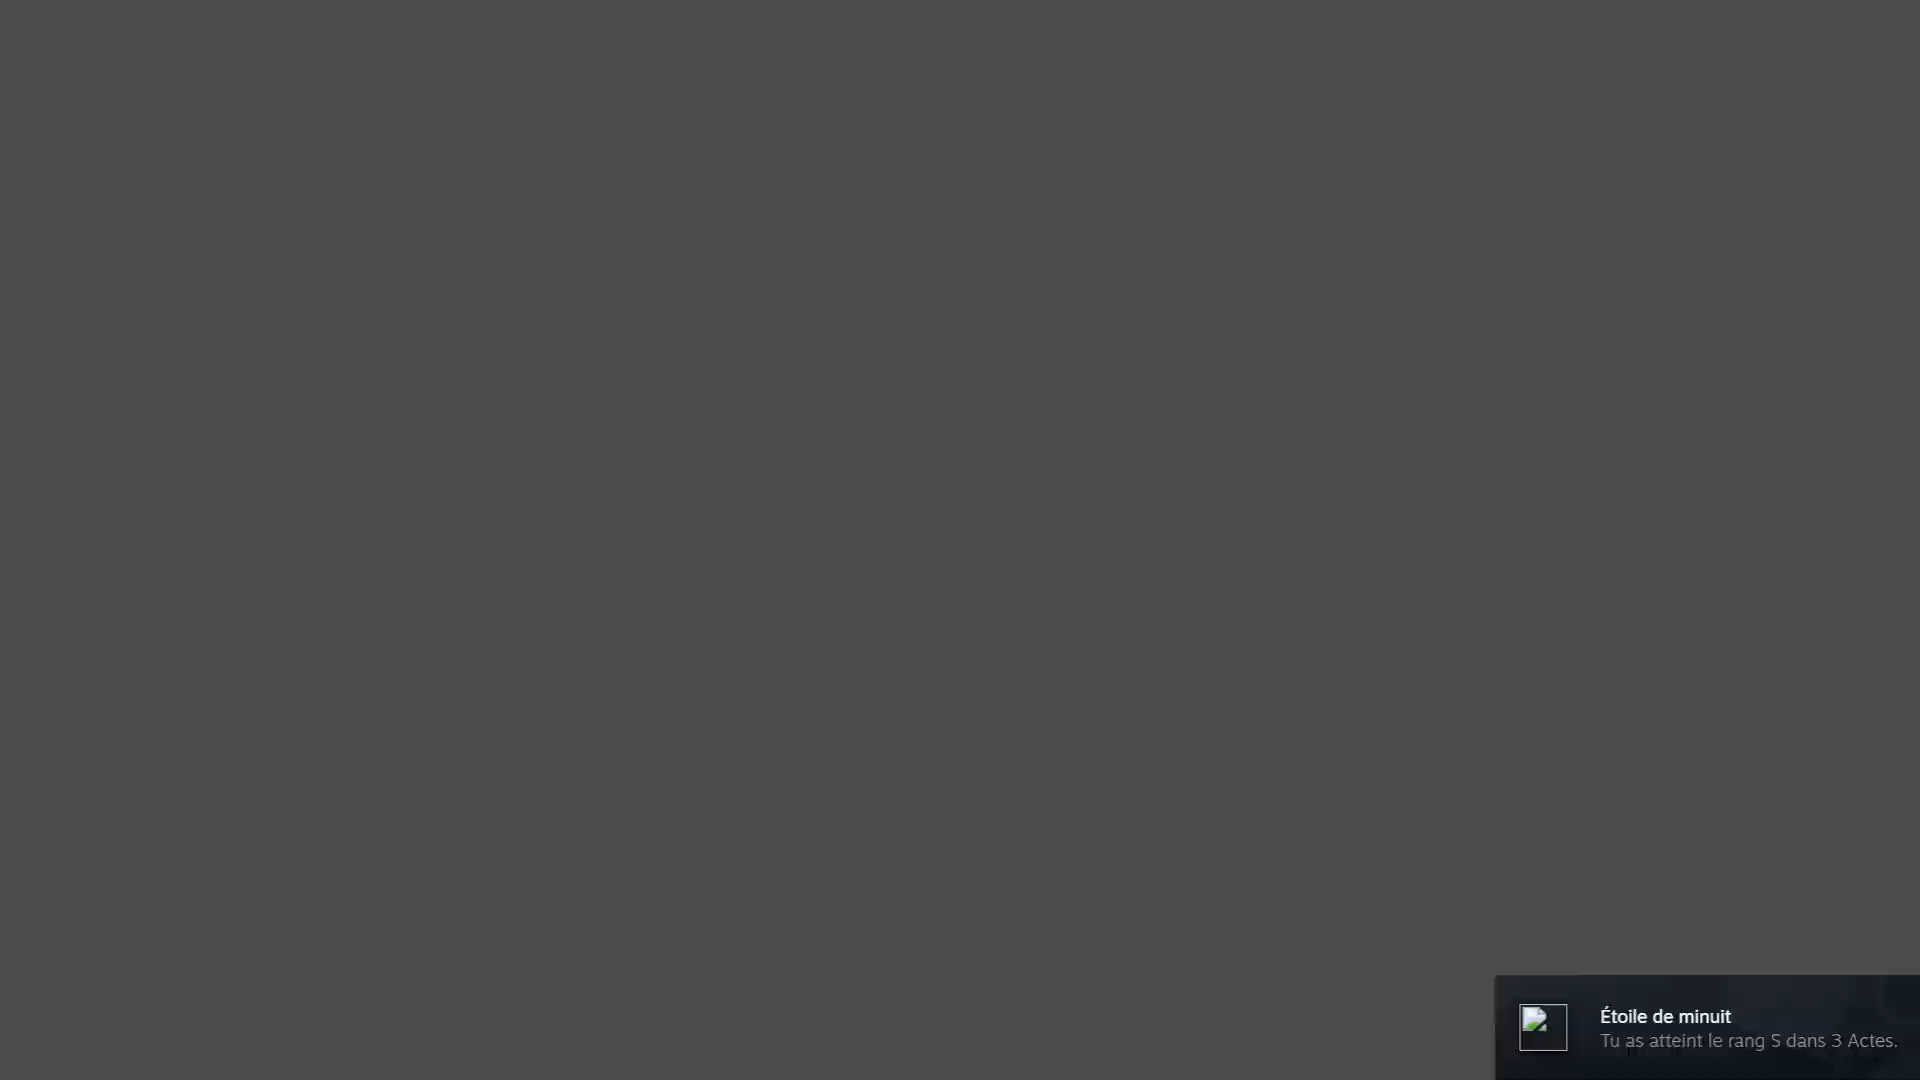 Étoile de minuit
Tu as atteint le rang S dans 3 Actes.